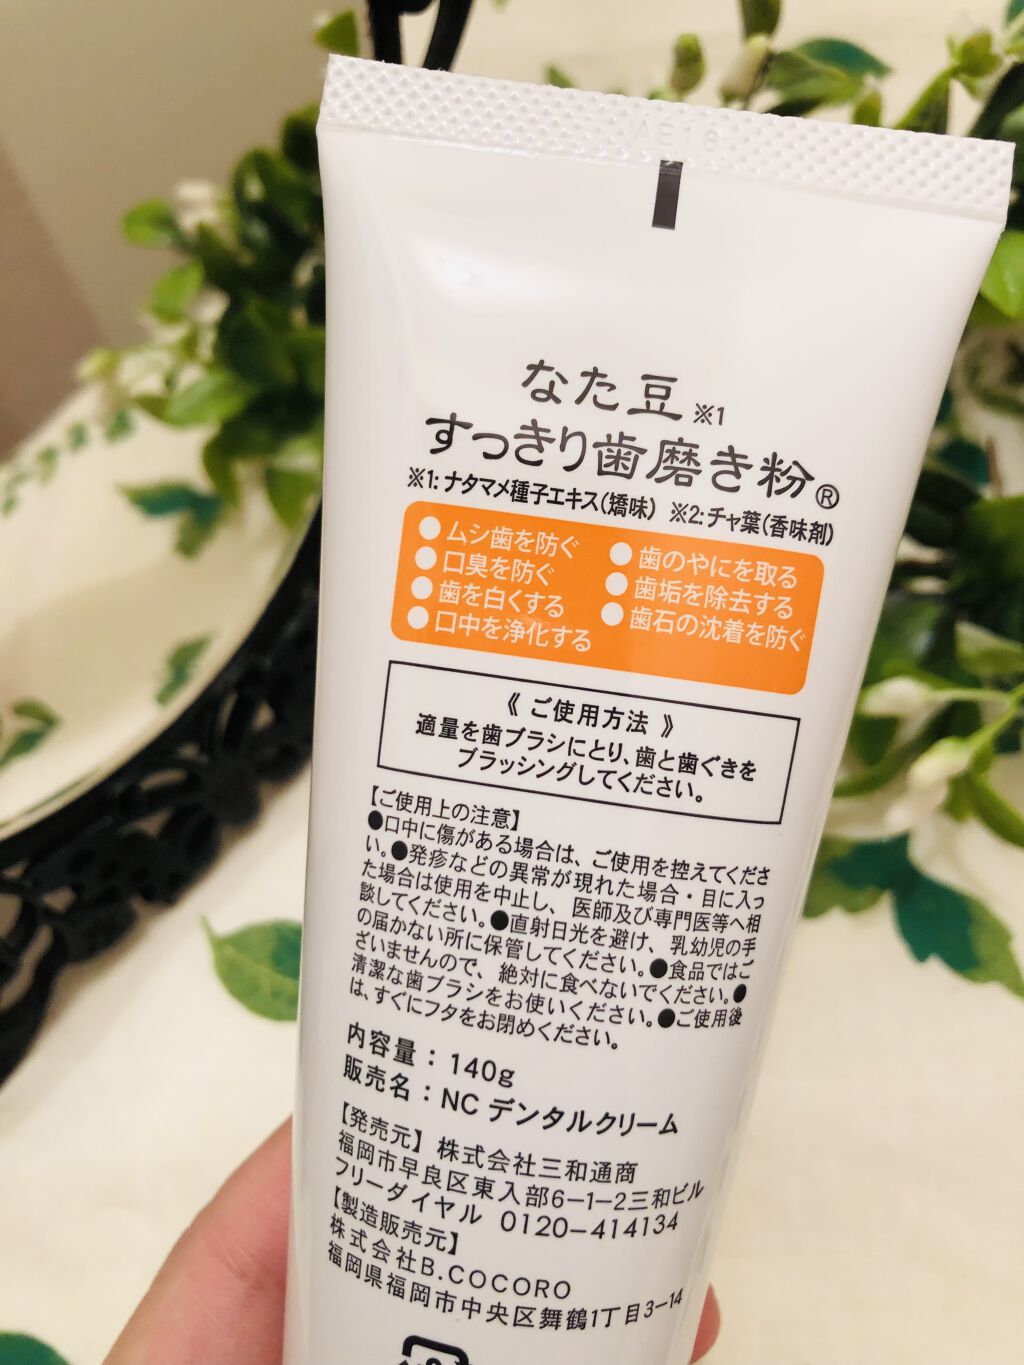 AE18
なた豆※1
すっきり歯磨き粉®
※1:ナタマメ種子エキス(矯味) ※2:チャ葉(香味剤)
●ムシ歯を防ぐ
●口臭を防ぐ
●歯を白くする
●口中を浄化する
●歯のやにを取る
●歯垢を除去する
●歯石の沈着を防ぐ
《 ご使用方法 》
適量を歯ブラシにとり、歯と歯ぐきを
ブラッシングしてください。
【ご使用上の注意】
●口中に傷がある場合は、ご使用を控えてくださ
い。●発疹などの異常が現れた場合・目に入っ
た場合は使用を中止し、医師及び専門医等へ相
談してください。●直射日光を避け、乳幼児の手
の届かない所に保管してください。●食品ではご
ざいませんので、絶対に食べないでください。●
清潔な歯ブラシをお使いください。●ご使用後
は、すぐにフタをお閉めください。
内容量:140g
販売名:NC デンタルクリーム
【発売元】株式会社三和通商
福岡市早良区東入部6-1-2三和ビル
フリーダイヤル 0120-414134
【製造販売元】
株式会社B.COCORO
福岡県福岡市中央区舞鶴1丁目3-14